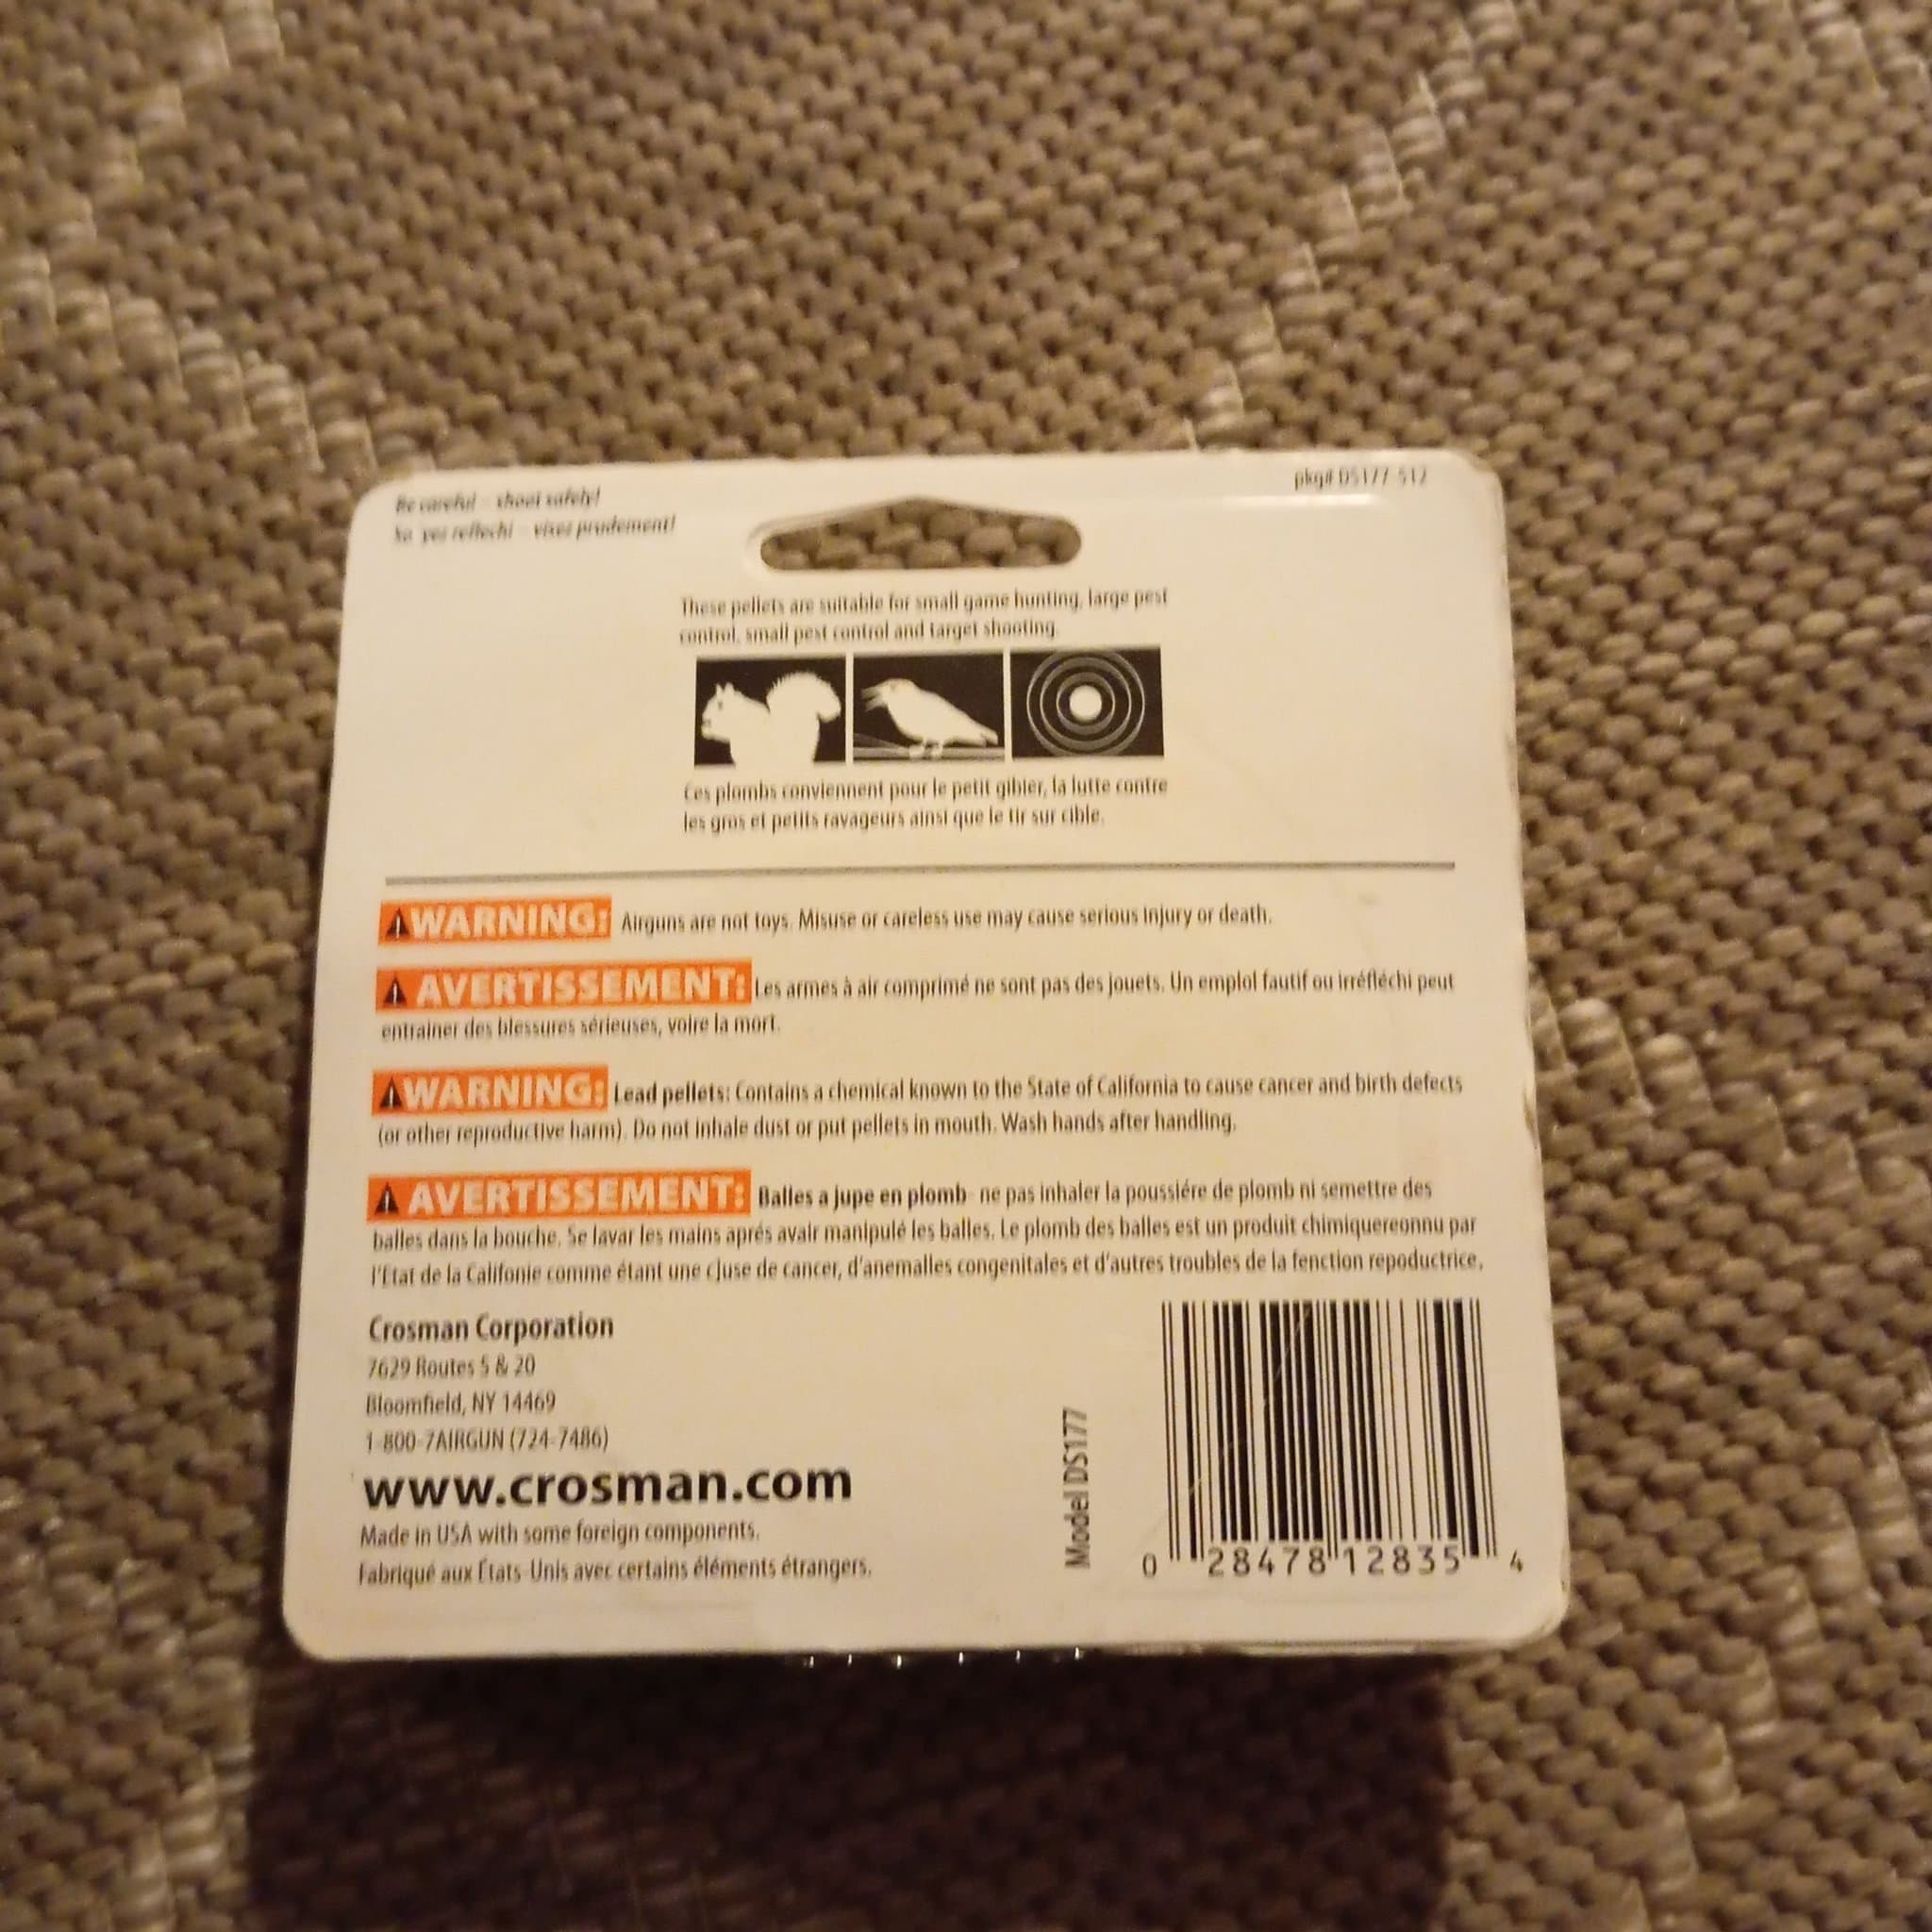 Be careful - shoot safely!
pkg# DS177-512
So yes reflechi - visez prudement!
These pellets are suitable for small game hunting, large pest
control, small pest control and target shooting.
Ces plombs conviennent pour le petit gibier, la lutte contre
les gros et petits ravageurs ainsi que le tir sur cible.
WARNING: Airguns are not toys. Misuse or careless use may cause serious injury or death.
AVERTISSEMENT: Les armes à air comprimé ne sont pas des jouets. Un emploi fautif ou irréfléchi peut
entrainer des blessures sérieuses, voire la mort.
WARNING: Lead pellets: Contains a chemical known to the State of California to cause cancer and birth defects
(or other reproductive harm). Do not inhale dust or put pellets in mouth. Wash hands after handling.
AVERTISSEMENT: Balles a jupe en plomb- ne pas inhaler la poussiére de plomb ni semettre des
balles dans la bouche. Se lavar les mains aprés avair manipulé les balles. Le plomb des balles est un produit chimiquereonnu par
l'Etat de la Califonie comme étant une cJuse de cancer, d'anemalles congenitales et d'autres troubles de la fenction repoductrice.
Crosman Corporation
7629 Routes 5 & 20
Bloomfield, NY 14469
1-800-7AIRGUN (724-7486)
www.crosman.com
Made in USA with some foreign components.
Fabriqué aux États-Unis avec certains éléments étrangers.
Model DS177
0 28478 12835 4